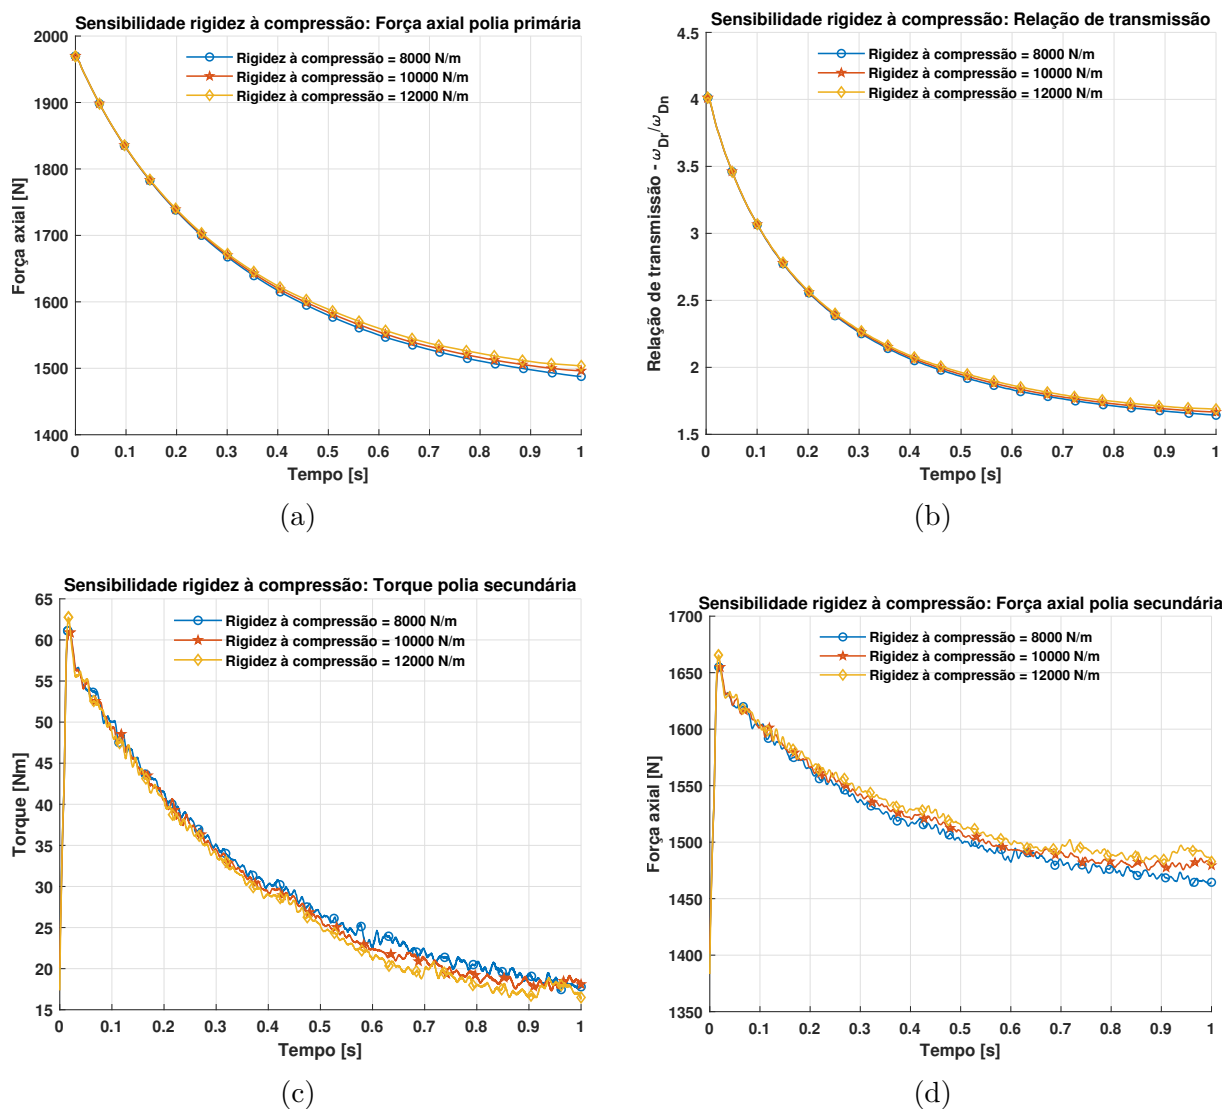 Sensibilidade rigidez à compressão: Força axial polia primária
Rigidez à compressão = 8000 N/m
Rigidez à compressão = 10000 N/m
Rigidez à compressão = 12000 N/m
Força axial [N]
2000
1900
1800
1700
1600
1500
1400
0 0.1 0.2 0.3 0.4 0.5 0.6 0.7 0.8 0.9 1
Tempo [s]
(a)
Sensibilidade rigidez à compressão: Relação de transmissão
Rigidez à compressão = 8000 N/m
Rigidez à compressão = 10000 N/m
Rigidez à compressão = 12000 N/m
Relação de transmissão - ω_Dr/ω_Dn
4.5
4
3.5
3
2.5
2
1.5
0 0.1 0.2 0.3 0.4 0.5 0.6 0.7 0.8 0.9 1
Tempo [s]
(b)
Sensibilidade rigidez à compressão: Torque polia secundária
Rigidez à compressão = 8000 N/m
Rigidez à compressão = 10000 N/m
Rigidez à compressão = 12000 N/m
Torque [Nm]
65
60
55
50
45
40
35
30
25
20
15
0 0.1 0.2 0.3 0.4 0.5 0.6 0.7 0.8 0.9 1
Tempo [s]
(c)
Sensibilidade rigidez à compressão: Força axial polia secundária
Rigidez à compressão = 8000 N/m
Rigidez à compressão = 10000 N/m
Rigidez à compressão = 12000 N/m
Força axial [N]
1700
1650
1600
1550
1500
1450
1400
1350
0 0.1 0.2 0.3 0.4 0.5 0.6 0.7 0.8 0.9 1
Tempo [s]
(d)